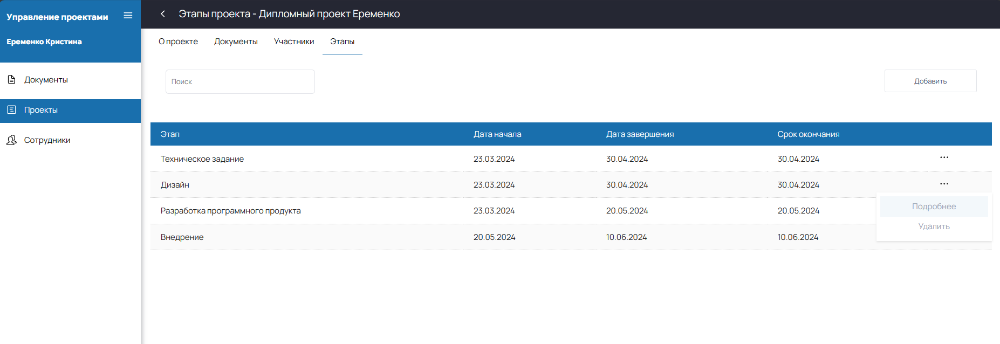 Управление проектами
Еременко Кристина
Документы
Проекты
Сотрудники
Этапы проекта - Дипломный проект Еременко
О проекте Документы Участники Этапы
Поиск
Добавить
Этап Дата начала Дата завершения Срок окончания
Техническое задание 23.03.2024 30.04.2024 30.04.2024
Дизайн 23.03.2024 30.04.2024 30.04.2024
Разработка программного продукта 23.03.2024 20.05.2024 20.05.2024
Внедрение 20.05.2024 10.06.2024 10.06.2024
Подробнее
Удалить